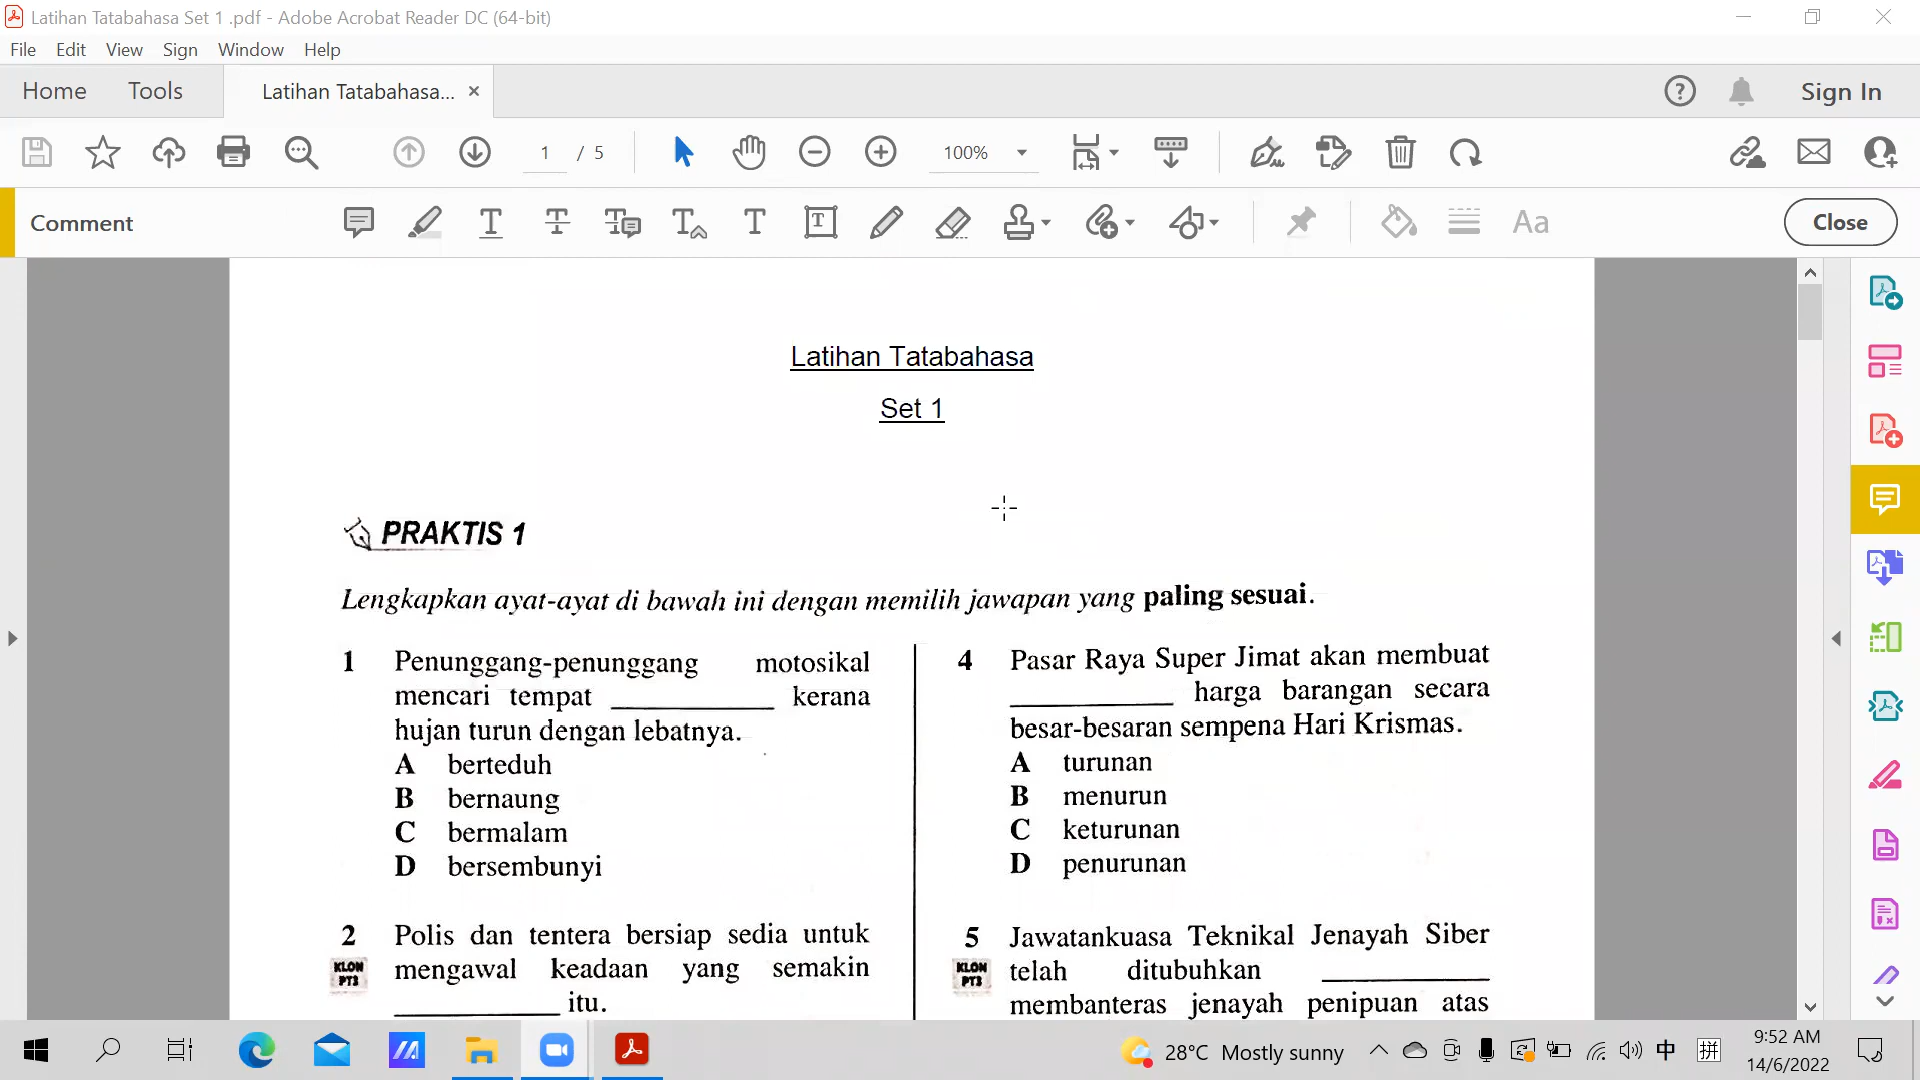 Latihan Tatabahasa Set 1 .pdf - Adobe Acrobat Reader DC (64-bit)
File Edit View Sign Window Help
Home Tools Latihan Tatabahasa... × Sign In
1 / 5 100%
Comment Aa Close
Latihan Tatabahasa
Set 1
PRAKTIS 1
Lengkapkan ayat-ayat di bawah ini dengan memilih jawapan yang paling sesuai.
1 Penunggang-penunggang motosikal
mencari tempat ____________ kerana
hujan turun dengan lebatnya.
A berteduh
B bernaung
C bermalam
D bersembunyi
2 Polis dan tentera bersiap sedia untuk
KLON PT3 mengawal keadaan yang semakin
____________ itu.
4 Pasar Raya Super Jimat akan membuat
____________ harga barangan secara
besar-besaran sempena Hari Krismas.
A turunan
B menurun
C keturunan
D penurunan
5 Jawatankuasa Teknikal Jenayah Siber
KLON PT3 telah ditubuhkan ____________
membanteras jenayah penipuan atas
28°C Mostly sunny 中 拼 9:52 AM
14/6/2022